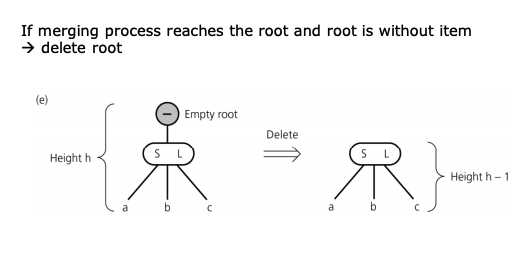 If merging process reaches the root and root is without item
→ delete root
(e)
– Empty root
Delete
S L
S L
Height h
Height h – 1
a b c
a b c